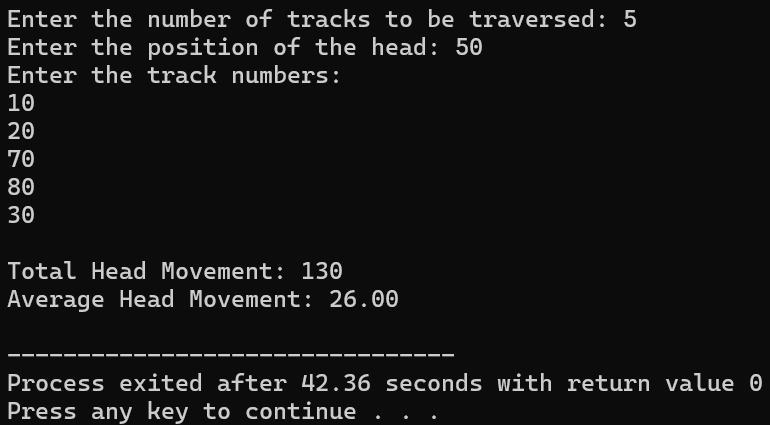 Enter the number of tracks to be traversed: 5
Enter the position of the head: 50
Enter the track numbers:
10
20
70
80
30
Total Head Movement: 130
Average Head Movement: 26.00
--------------------------------
Process exited after 42.36 seconds with return value 0
Press any key to continue . . .